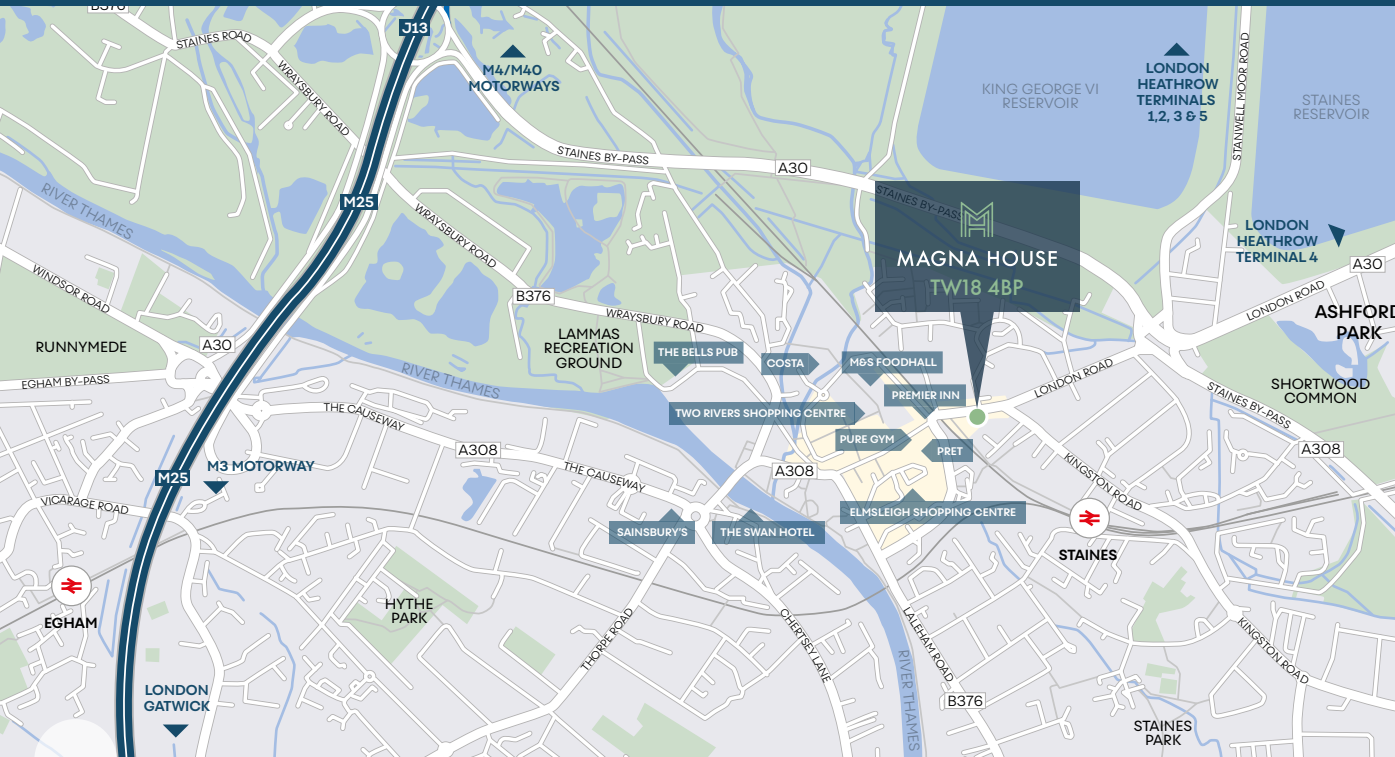 B376
STAINES ROAD
J13
M4/M40
MOTORWAYS
WRAYSBURY ROAD
KING GEORGE VI
RESERVOIR
LONDON
HEATHROW
TERMINALS
1,2, 3 & 5
STANWELL MOOR ROAD
STAINES
RESERVOIR
STAINES BY-PASS
A30
RIVER THAMES
M25
WRAYSBURY ROAD
STAINES BY-PASS
MAGNA HOUSE
TW18 4BP
LONDON
HEATHROW
TERMINAL 4
A30
WINDSOR ROAD
B376
LONDON ROAD
ASHFORD
PARK
WRAYSBURY ROAD
RUNNYMEDE
A30
LAMMAS
RECREATION
GROUND
THE BELLS PUB
COSTA
M&S FOODHALL
EGHAM BY-PASS
RIVER THAMES
PREMIER INN
LONDON ROAD
SHORTWOOD
COMMON
STAINES BY-PASS
THE CAUSEWAY
TWO RIVERS SHOPPING CENTRE
PURE GYM
PRET
A308
A308
M3 MOTORWAY
M25
THE CAUSEWAY
A308
KINGSTON ROAD
VICARAGE ROAD
ELMSLEIGH SHOPPING CENTRE
SAINSBURY'S
THE SWAN HOTEL
STAINES
EGHAM
HYTHE
PARK
THORPE ROAD
CHERTSEY LANE
LALEHAM ROAD
KINGSTON ROAD
RIVER THAMES
LONDON
GATWICK
B376
STAINES
PARK